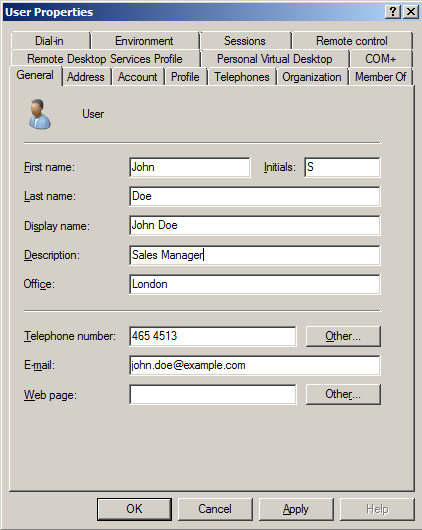 User Properties
Dial-in Environment Sessions Remote control
Remote Desktop Services Profile Personal Virtual Desktop COM+
General Address Account Profile Telephones Organization Member Of
User
First name: John Initials: S
Last name: Doe
Display name: John Doe
Description: Sales Manager
Office: London
Telephone number: 465 4513 Other...
E-mail: john.doe@example.com
Web page: Other...
OK Cancel Apply Help